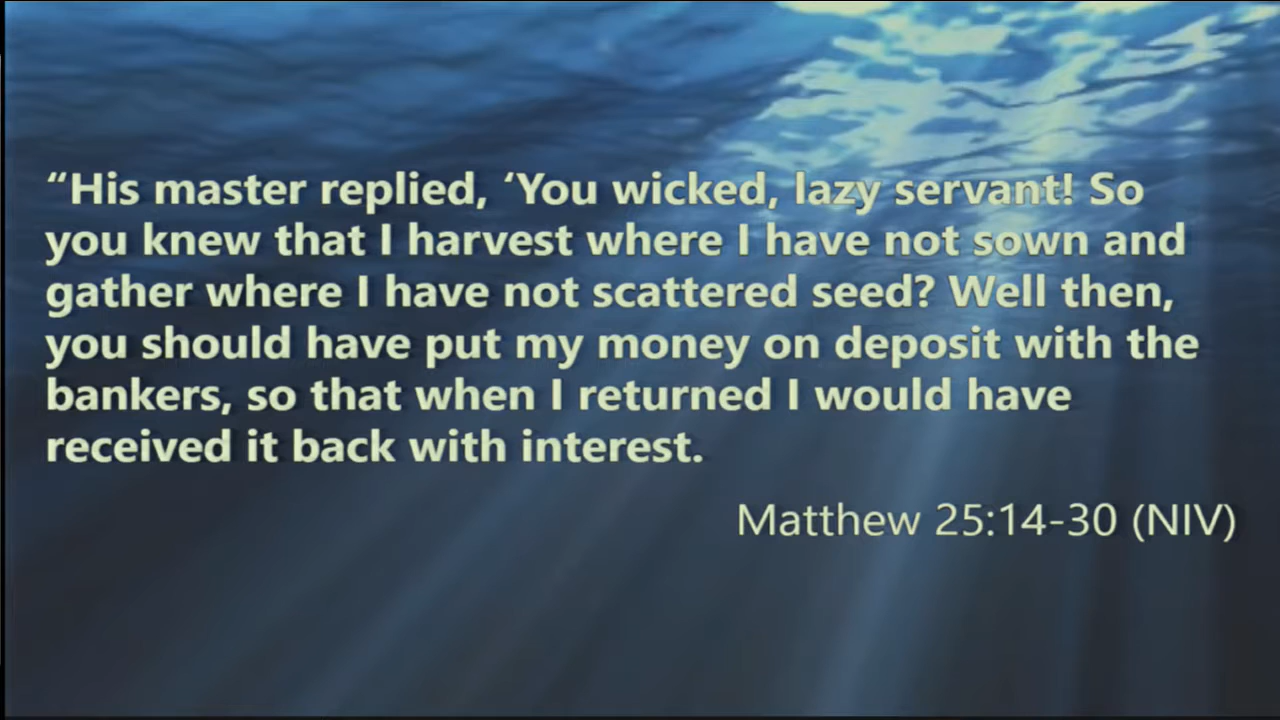 “His master replied, ‘You wicked, lazy servant! So
you knew that I harvest where I have not sown and
gather where I have not scattered seed? Well then,
you should have put my money on deposit with the
bankers, so that when I returned I would have
received it back with interest.
Matthew 25:14-30 (NIV)